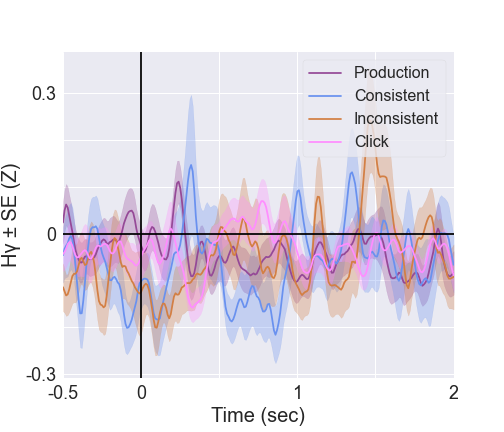 Production
Consistent
Inconsistent
Click
0.3
0
-0.3
Hγ ± SE (Z)
-0.5
0
1
2
Time (sec)